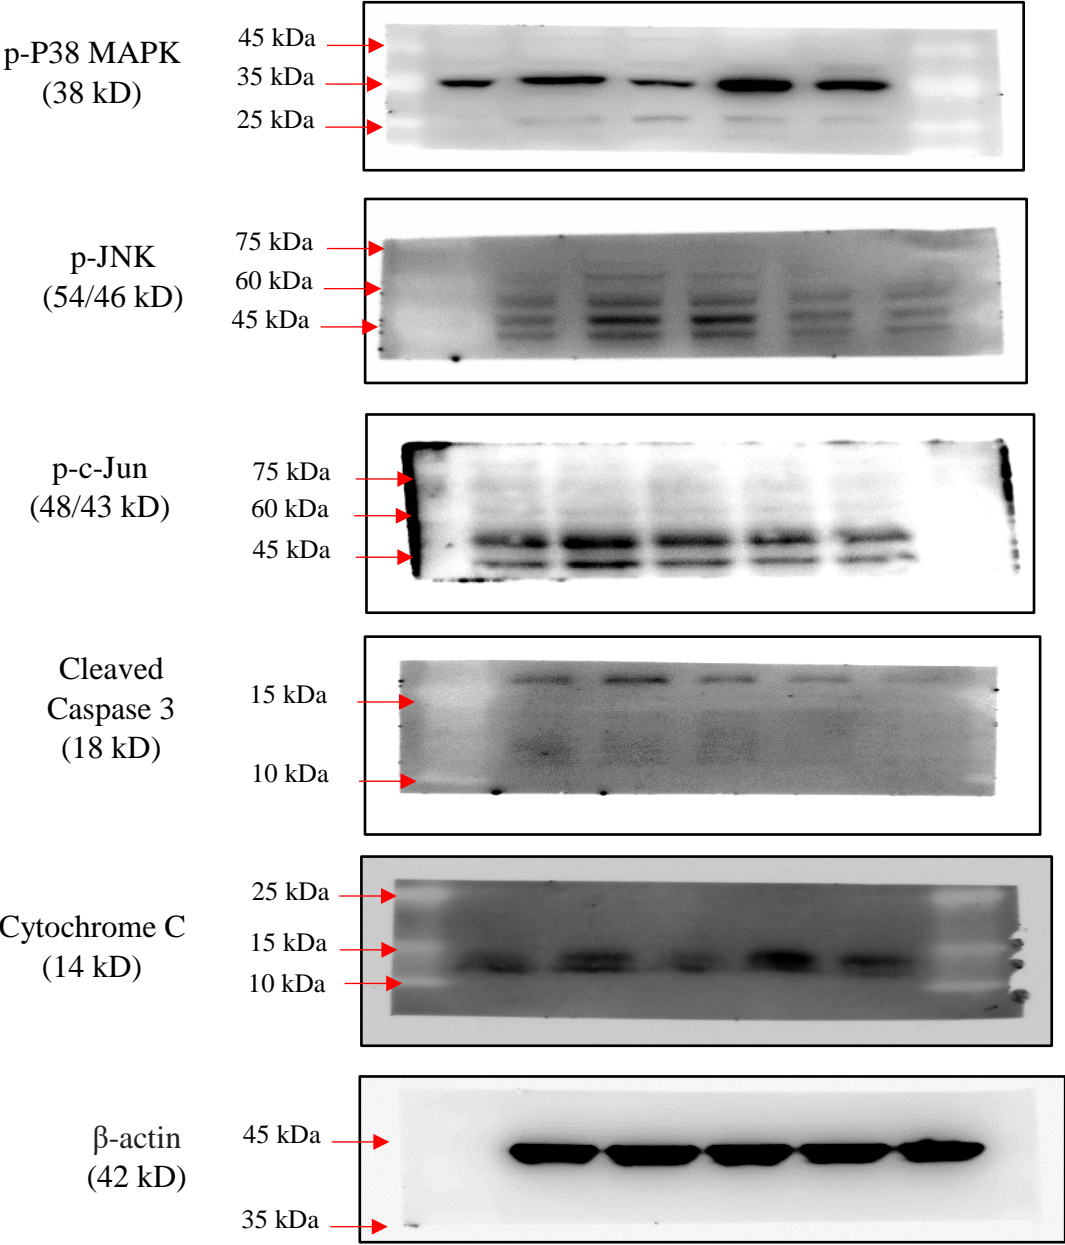 p-P38 MAPK
(38 kD)
45 kDa
35 kDa
25 kDa
p-JNK
(54/46 kD)
75 kDa
60 kDa
45 kDa
p-c-Jun
(48/43 kD)
75 kDa
60 kDa
45 kDa
Cleaved
Caspase 3
(18 kD)
15 kDa
10 kDa
Cytochrome C
(14 kD)
25 kDa
15 kDa
10 kDa
β-actin
(42 kD)
45 kDa
35 kDa